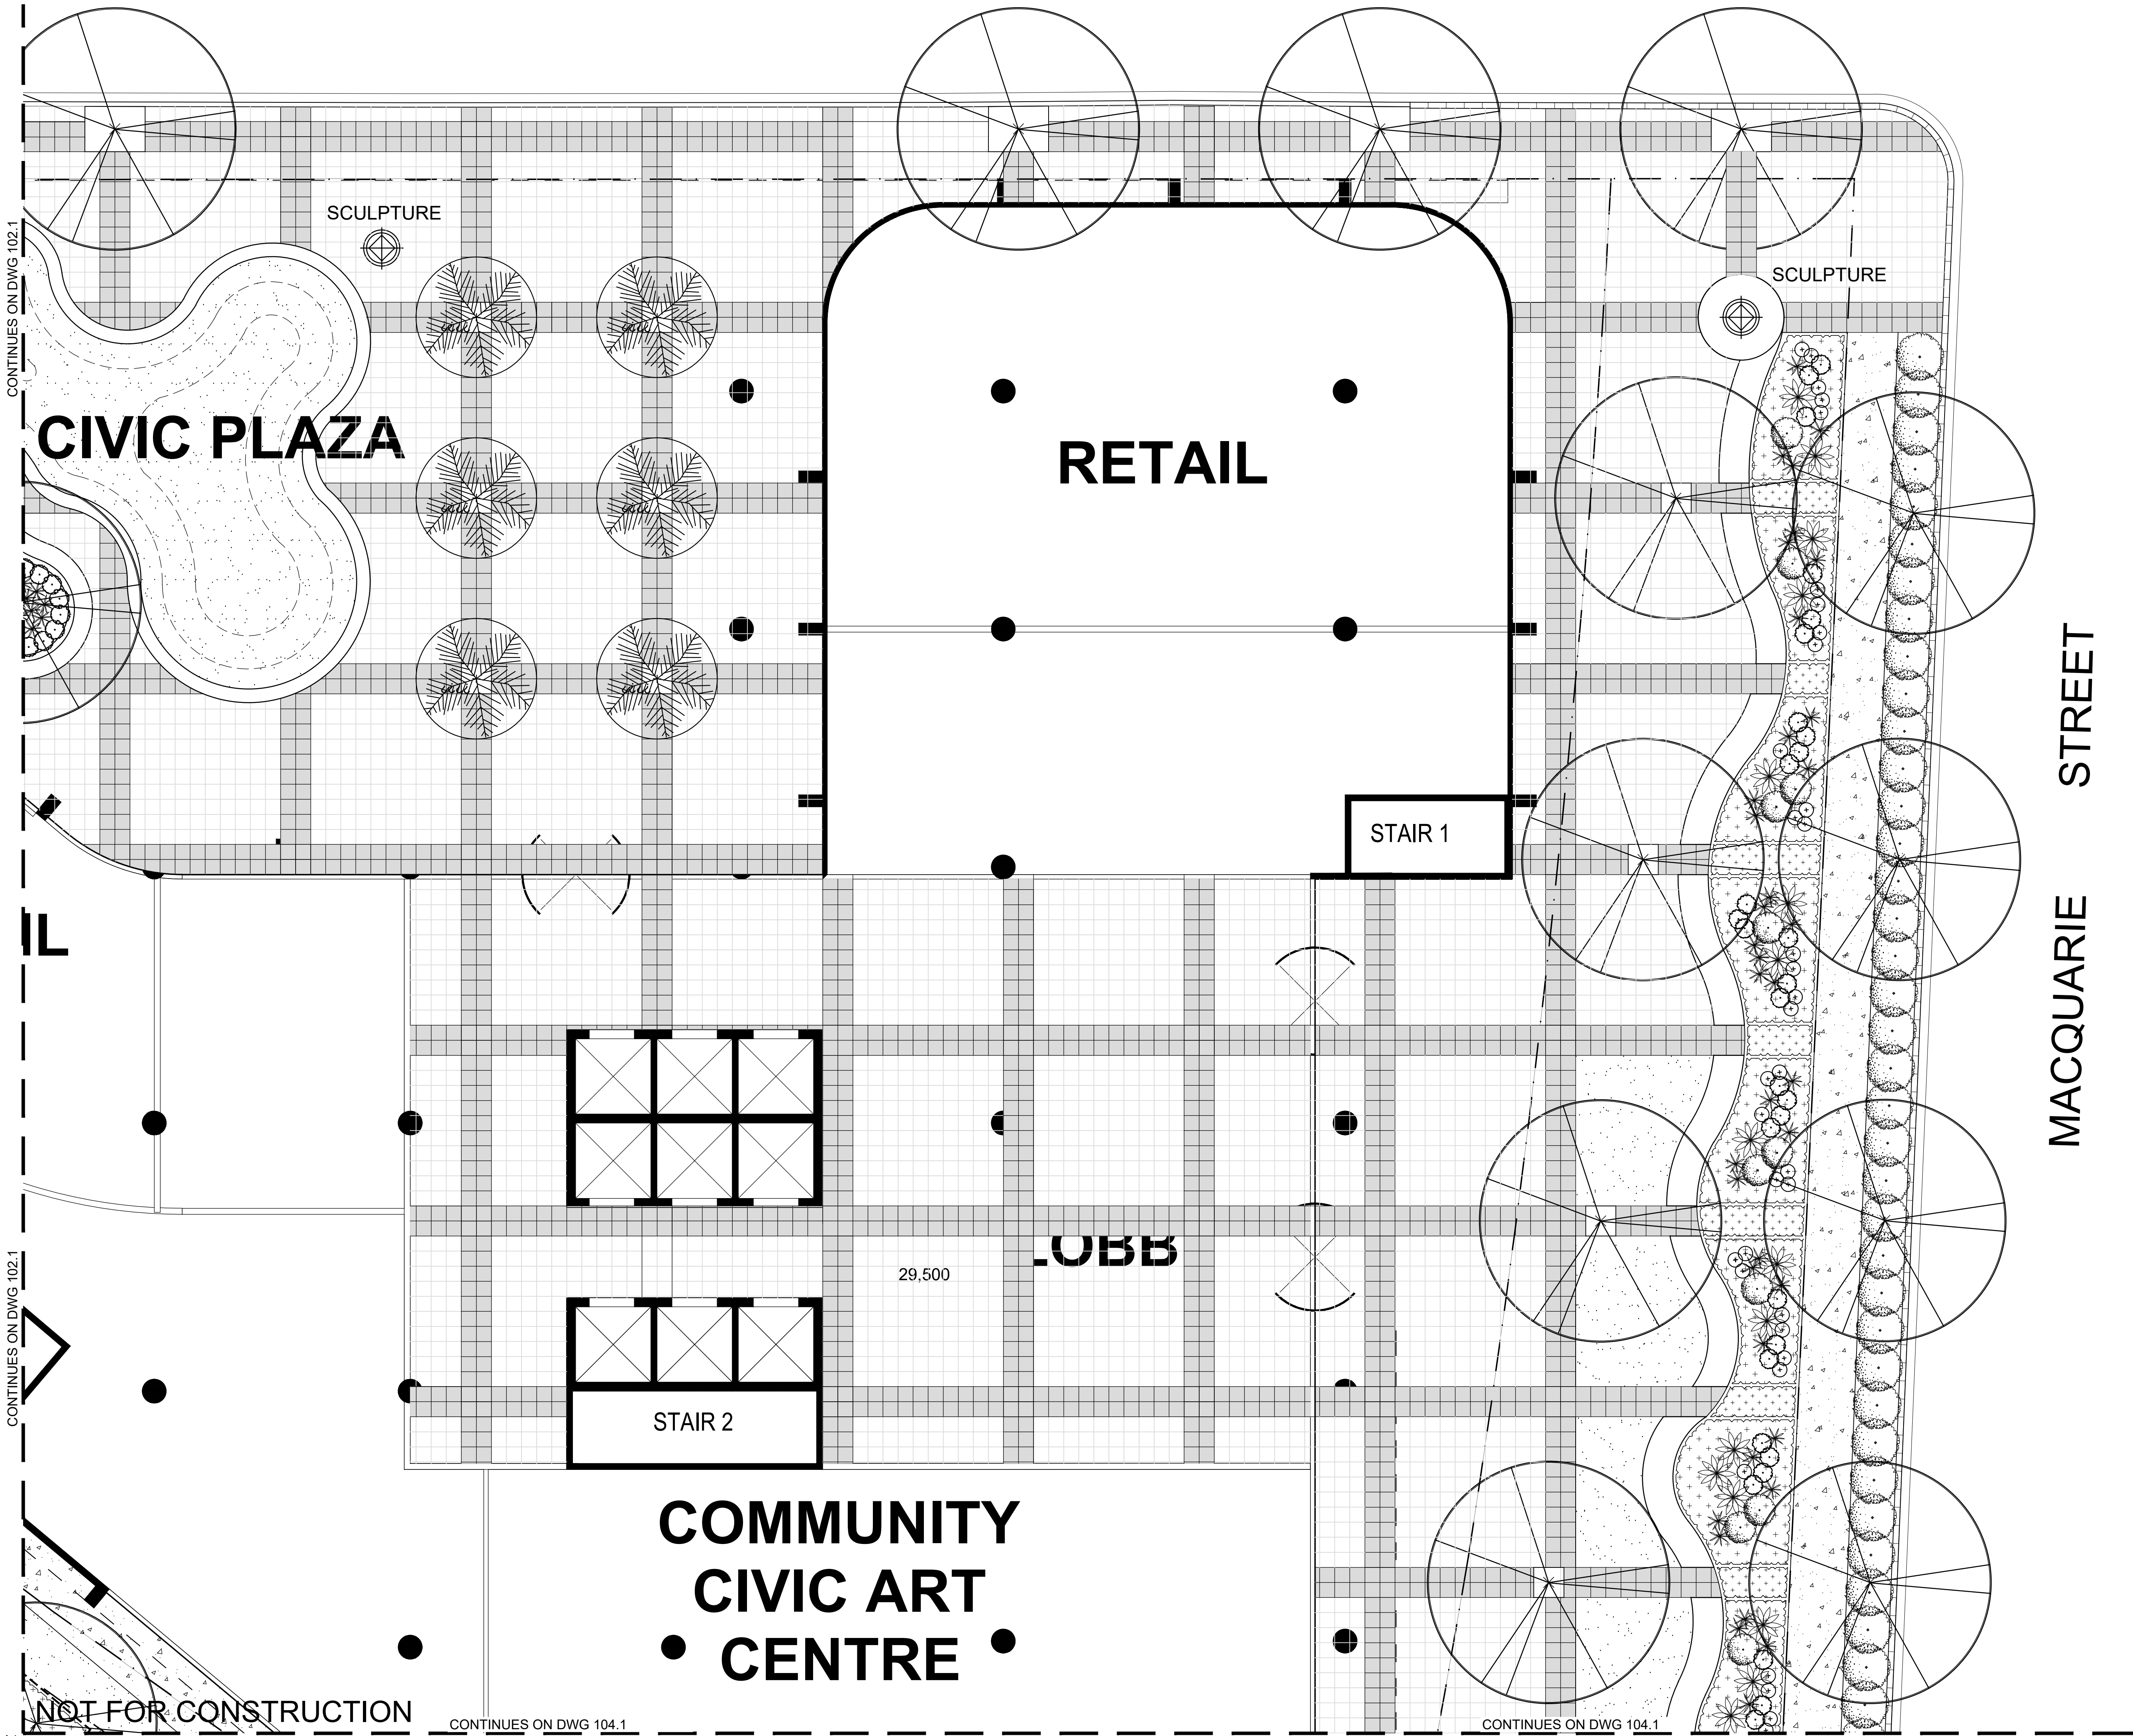 SCULPTURE
SCULPTURE
CONTINUES ON DWG 102.1
CIVIC PLAZA
RETAIL
STAIR 1
MACQUARIE STREET
IL
LOBB
29,500
CONTINUES ON DWG 102.1
STAIR 2
COMMUNITY
CIVIC ART
CENTRE
NOT FOR CONSTRUCTION
CONTINUES ON DWG 104.1
CONTINUES ON DWG 104.1